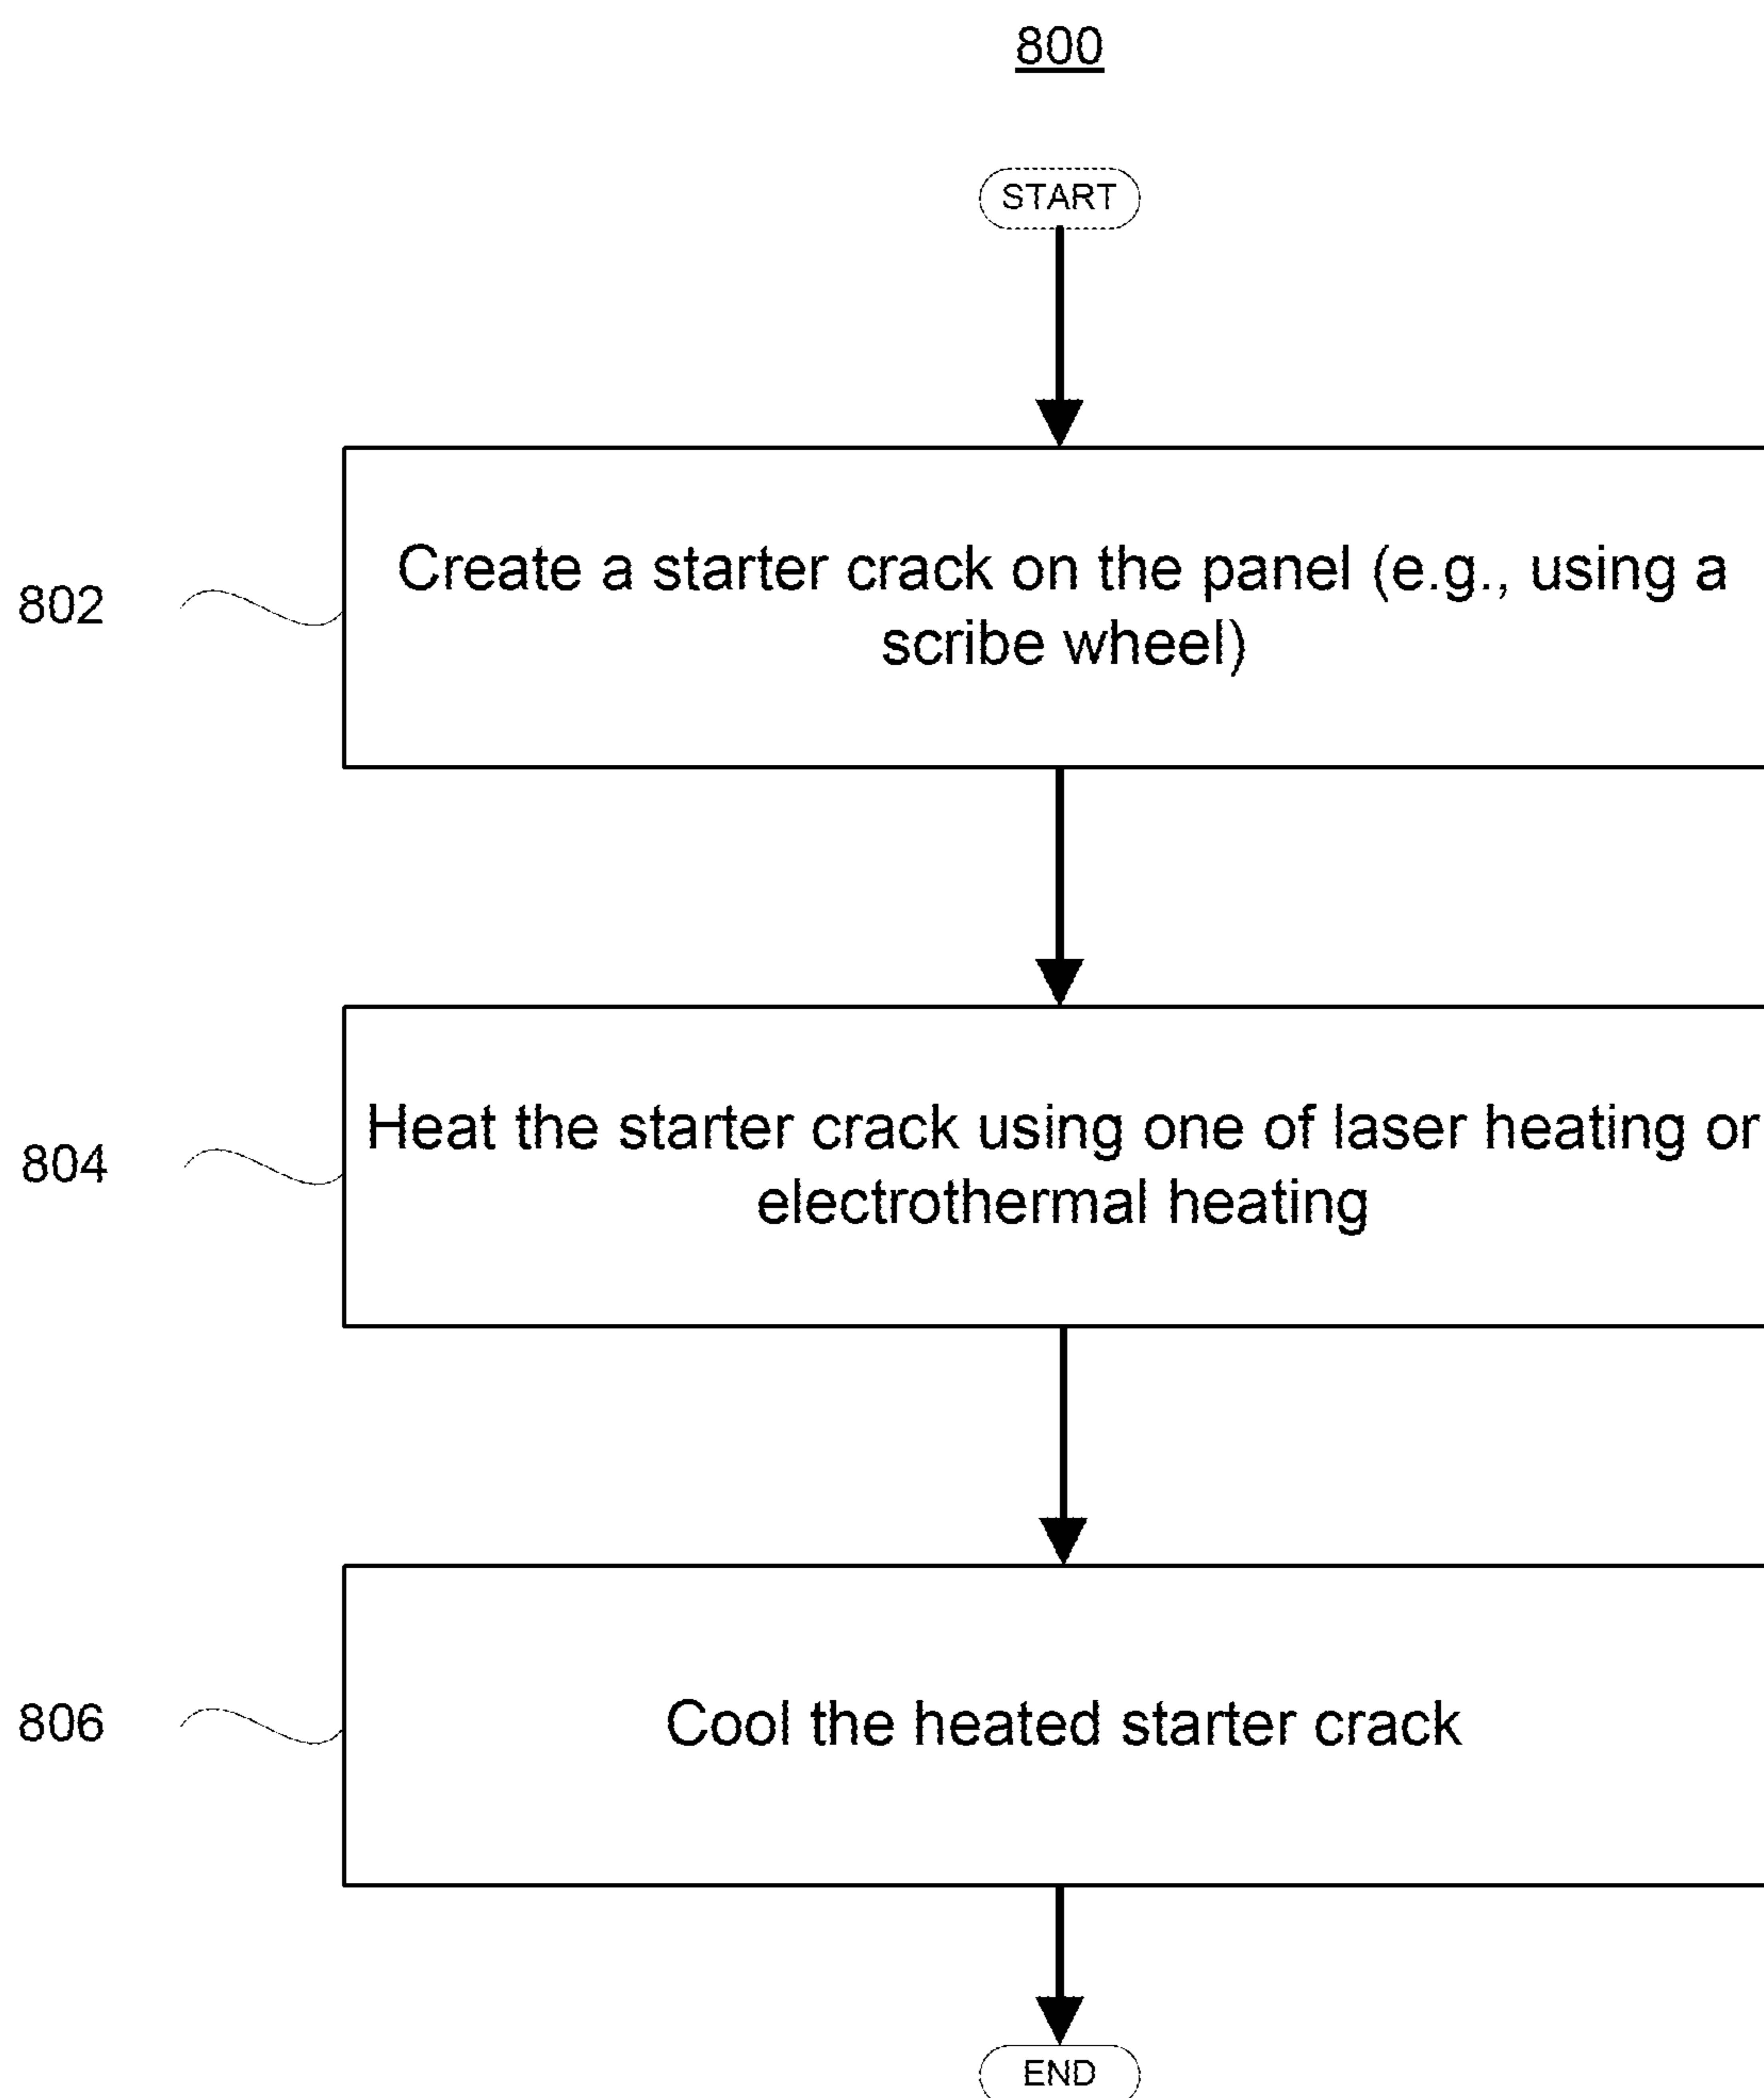 800
START
802
Create a starter crack on the panel (e.g., using a
scribe wheel)
804
Heat the starter crack using one of laser heating or
electrothermal heating
806
Cool the heated starter crack
END